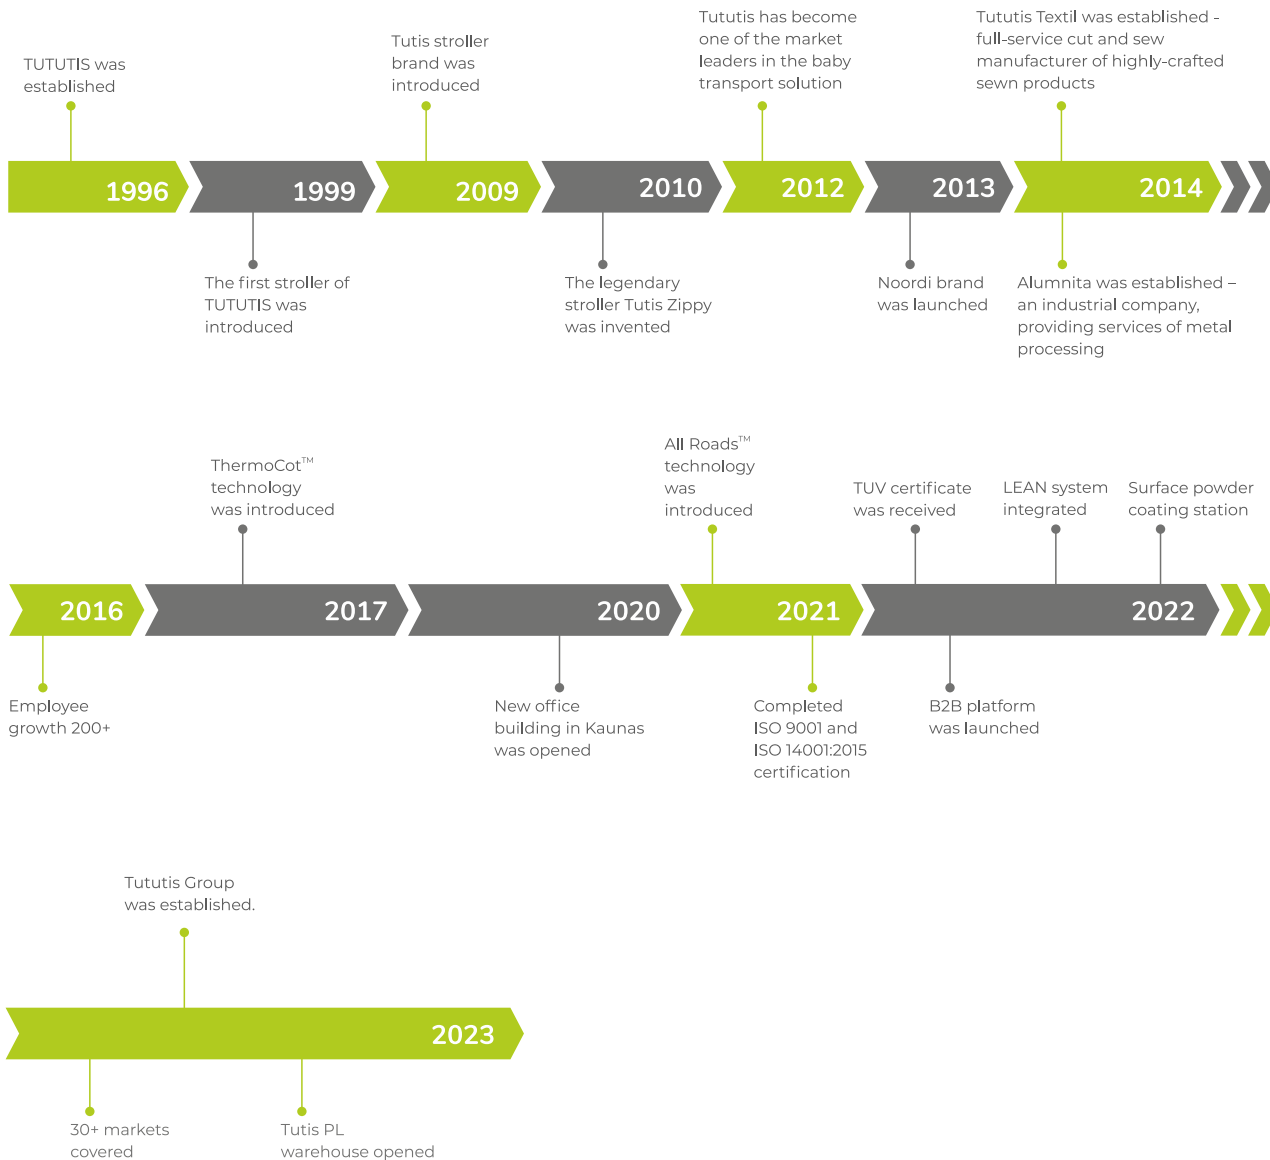 TUTUTIS was
established
Tutis stroller
brand was
introduced
Tututis has become
one of the market
leaders in the baby
transport solution
Tututis Textil was established -
full-service cut and sew
manufacturer of highly-crafted
sewn products
1996
1999
2009
2010
2012
2013
2014
The first stroller of
TUTUTIS was
introduced
The legendary
stroller Tutis Zippy
was invented
Noordi brand
was launched
Alumnita was established –
an industrial company,
providing services of metal
processing
ThermoCot™
technology
was introduced
All Roads™
technology
was
introduced
TUV certificate
was received
LEAN system
integrated
Surface powder
coating station
2016
2017
2020
2021
2022
Employee
growth 200+
New office
building in Kaunas
was opened
Completed
ISO 9001 and
ISO 14001:2015
certification
B2B platform
was launched
Tututis Group
was established.
2023
30+ markets
covered
Tutis PL
warehouse opened